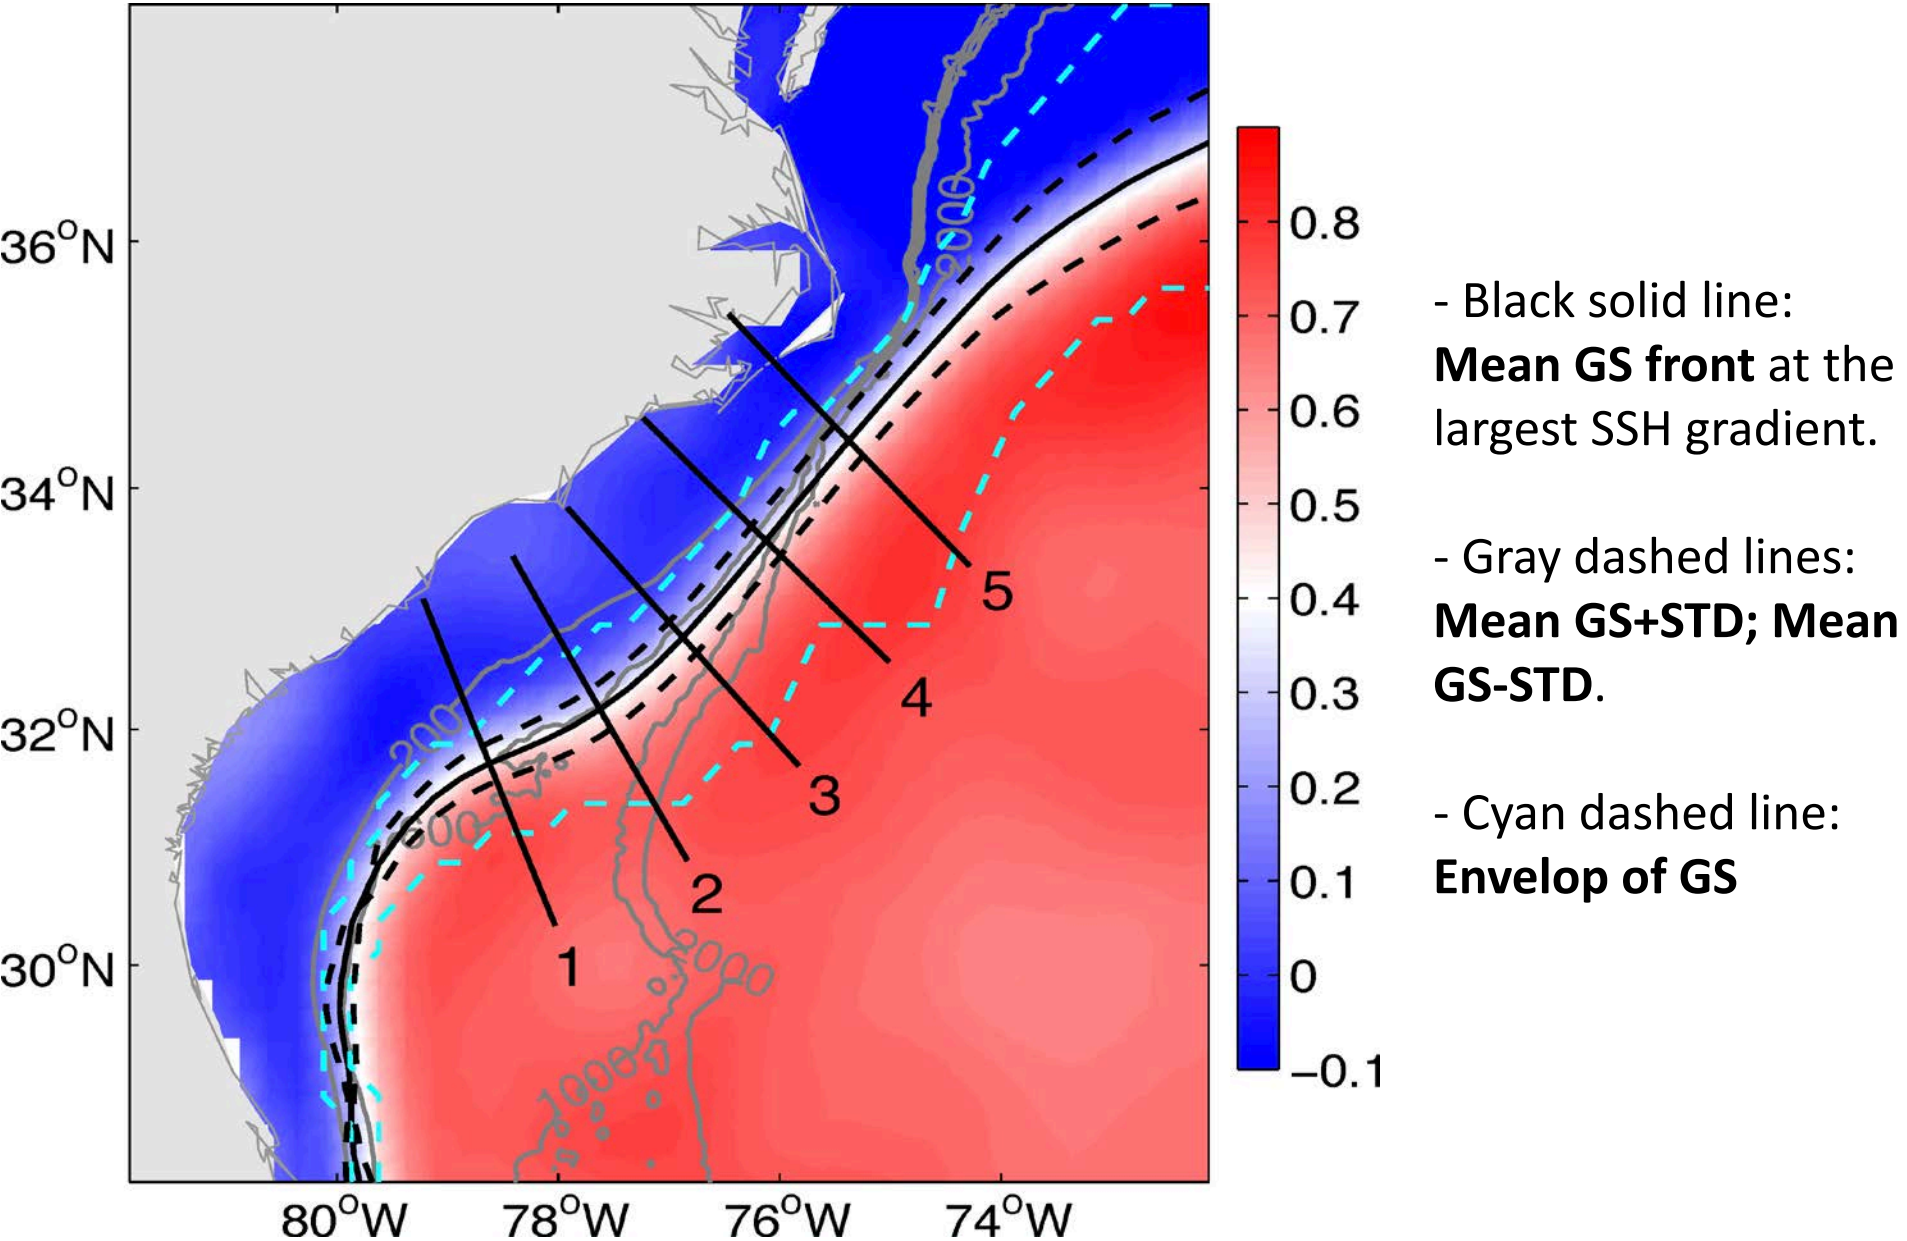 36°N
34°N
32°N
30°N
80°W
78°W
76°W
74°W
2000
200
600
2000
1000
1
2
3
4
5
0.8
0.7
0.6
0.5
0.4
0.3
0.2
0.1
0
−0.1
- Black solid line:
Mean GS front at the
largest SSH gradient.
- Gray dashed lines:
Mean GS+STD; Mean
GS-STD.
- Cyan dashed line:
Envelop of GS